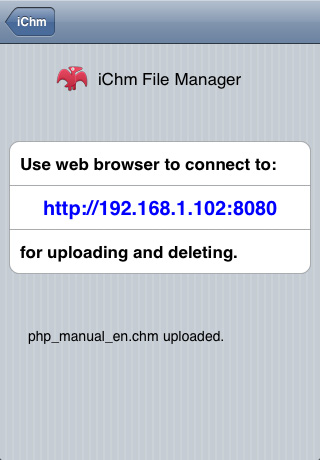 iChm
iChm File Manager
Use web browser to connect to:
http://192.168.1.102:8080
for uploading and deleting.
php_manual_en.chm uploaded.